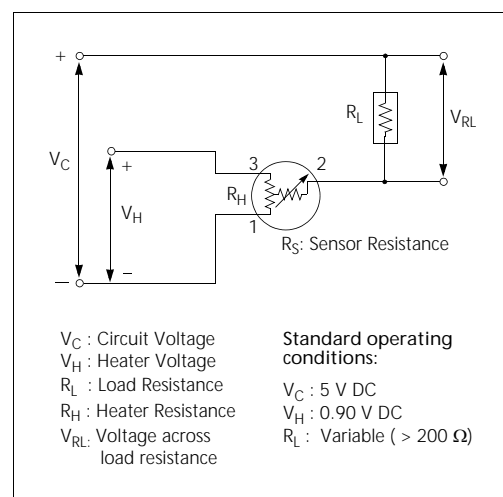 +
R_L
V_RL
V_C
+
3
2
R_H
V_H
1
R_S: Sensor Resistance
–
—
V_C : Circuit Voltage
V_H : Heater Voltage
R_L : Load Resistance
R_H : Heater Resistance
V_RL: Voltage across
load resistance
Standard operating
conditions:
V_C : 5 V DC
V_H : 0.90 V DC
R_L : Variable ( > 200 Ω)